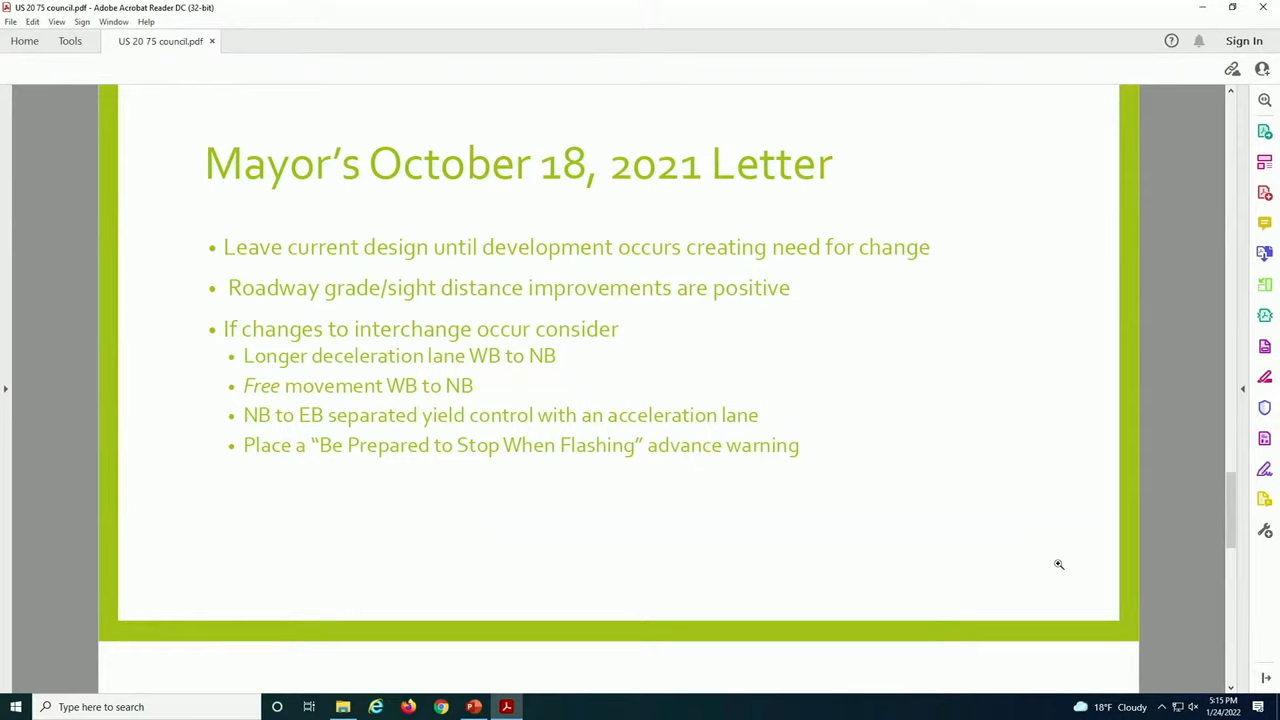 US 20 75 council.pdf - Adobe Acrobat Reader DC (32-bit)
File Edit View Sign Window Help
Home Tools US 20 75 council.pdf × Sign In
Mayor's October 18, 2021 Letter
• Leave current design until development occurs creating need for change
• Roadway grade/sight distance improvements are positive
• If changes to interchange occur consider
• Longer deceleration lane WB to NB
• Free movement WB to NB
• NB to EB separated yield control with an acceleration lane
• Place a “Be Prepared to Stop When Flashing” advance warning
Type here to search
18°F Cloudy
5:15 PM
1/24/2022